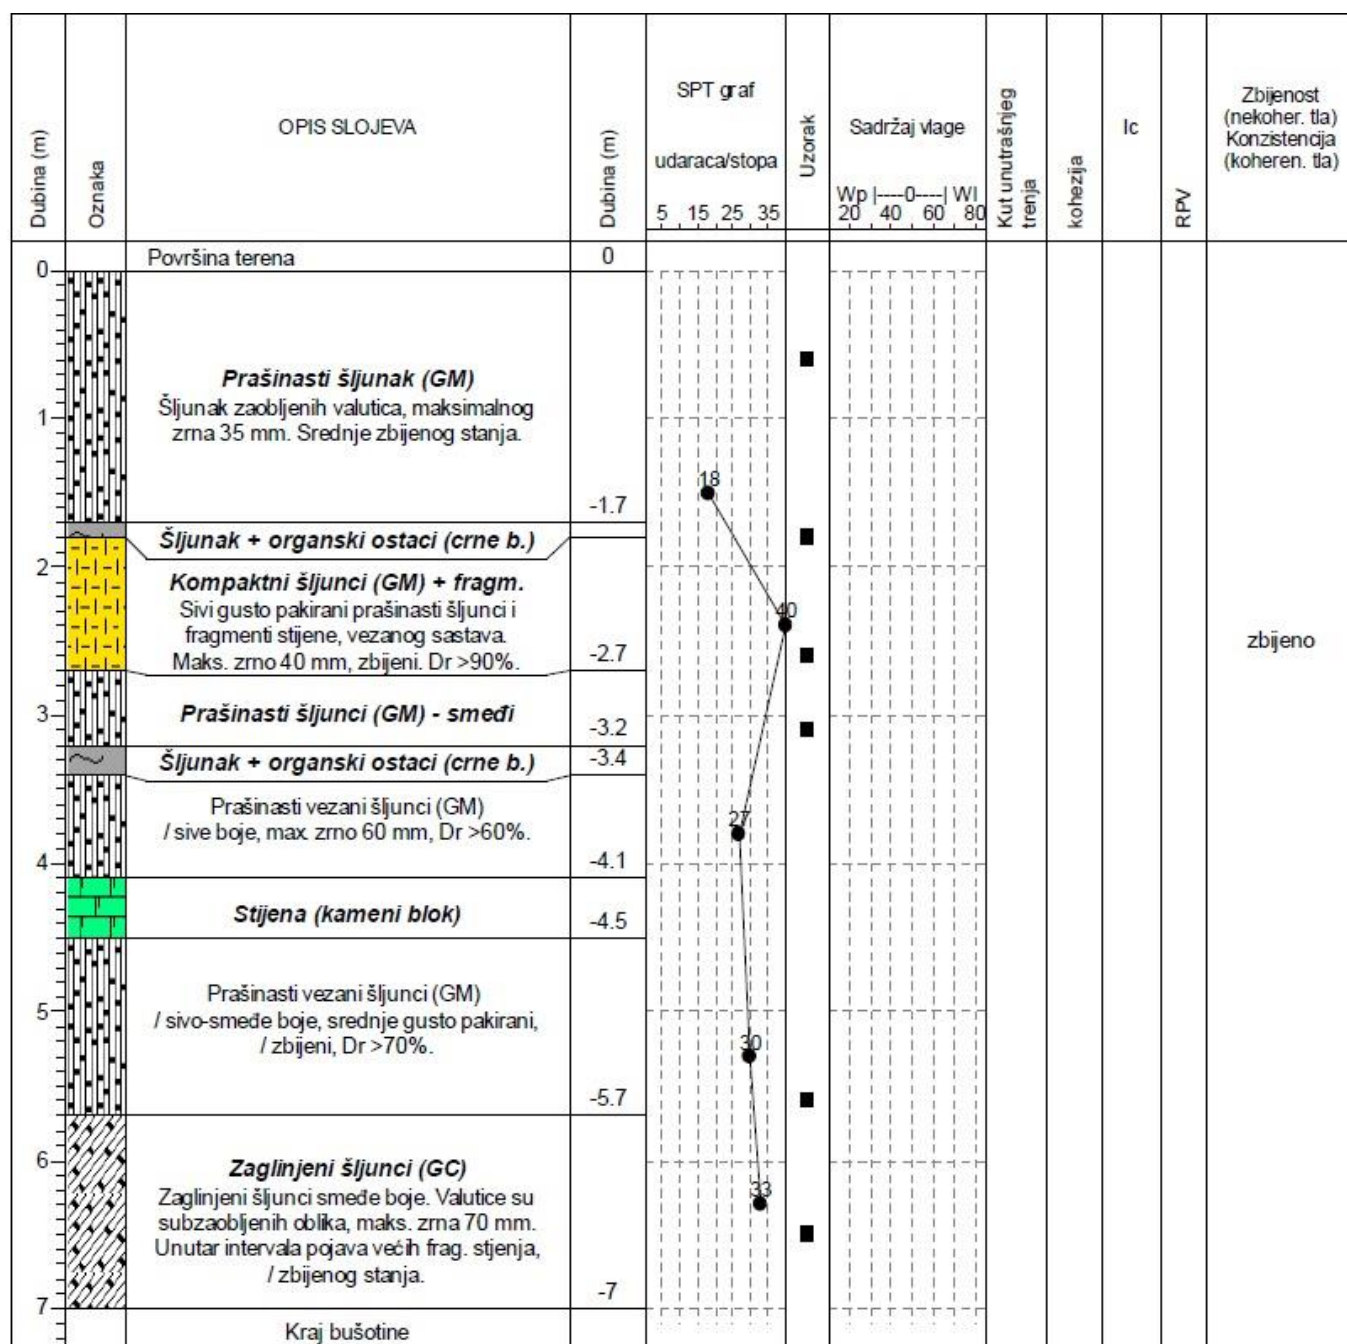 Dubina (m)
Oznaka
OPIS SLOJEVA
Dubina (m)
SPT graf
udaraca/stopa
5 15 25 35
Uzorak
Sadržaj vlage
Wp |----0----| Wl
20 40 60 80
Kut unutrašnjeg
trenja
kohezija
Ic
RPV
Zbijenost
(nekoher. tla)
Konzistencija
(koheren. tla)
Površina terena
0
0
Prašinasti šljunak (GM)
Šljunak zaobljenih valutica, maksimalnog
zrna 35 mm. Srednje zbijenog stanja.
1
18
-1.7
Šljunak + organski ostaci (crne b.)
2
Kompaktni šljunci (GM) + fragm.
Sivi gusto pakirani prašinasti šljunci i
fragmenti stijene, vezanog sastava.
Maks. zrno 40 mm, zbijeni. Dr >90%.
40
-2.7
zbijeno
Prašinasti šljunci (GM) - smeđi
3
-3.2
Šljunak + organski ostaci (crne b.)
-3.4
Prašinasti vezani šljunci (GM)
/ sive boje, max. zrno 60 mm, Dr >60%.
27
4
-4.1
Stijena (kameni blok)
-4.5
Prašinasti vezani šljunci (GM)
/ sivo-smeđe boje, srednje gusto pakirani,
/ zbijeni, Dr >70%.
5
30
-5.7
Zaglinjeni šljunci (GC)
Zaglinjeni šljunci smeđe boje. Valutice su
subzaobljenih oblika, maks. zrna 70 mm.
Unutar intervala pojava većih frag. stjenja,
/ zbijenog stanja.
6
33
-7
7
Kraj bušotine